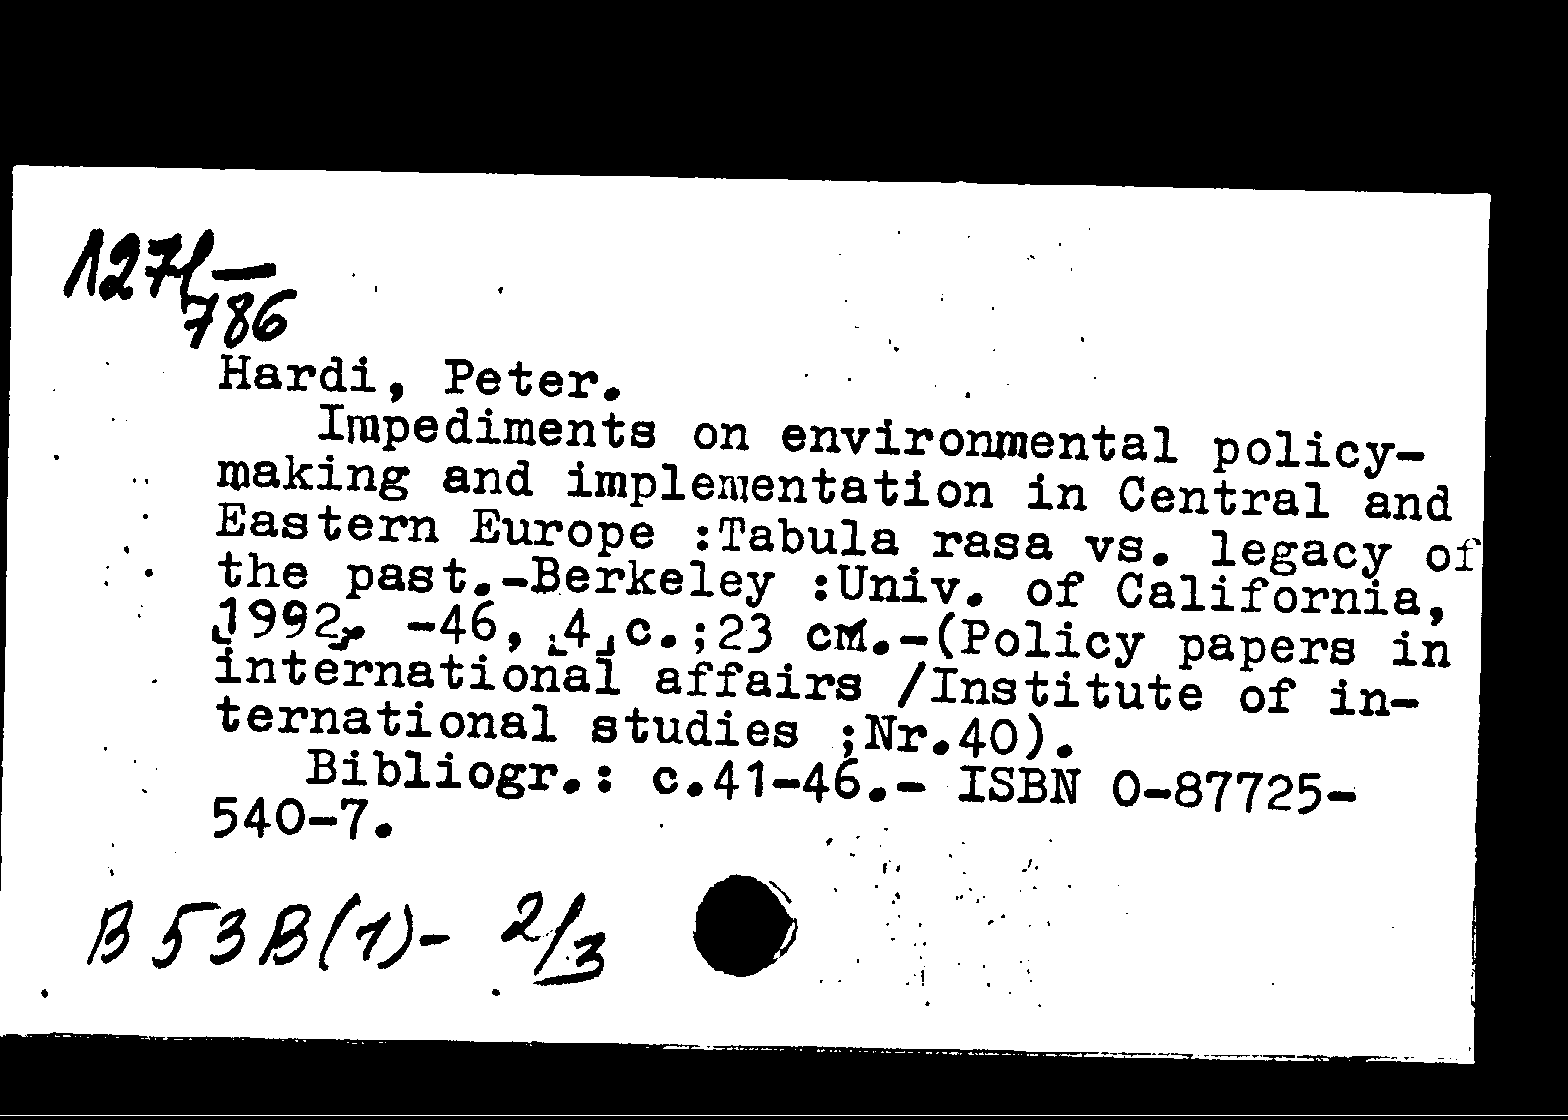 1271-
786
Hardi, Peter.
Impediments on environmental policy-
making and implementation in Central and
Eastern Europe :Tabula rasa vs. legacy of
the past.-Berkeley :Univ. of California,
1992. -46, [4] с.;23 см.-(Policy papers in
international affairs /Institute of in-
ternational studies ;Nr.40).
Bibliogr.: с.41-46.- ISBN 0-87725-
540-7.
B53B(1)- 2/3